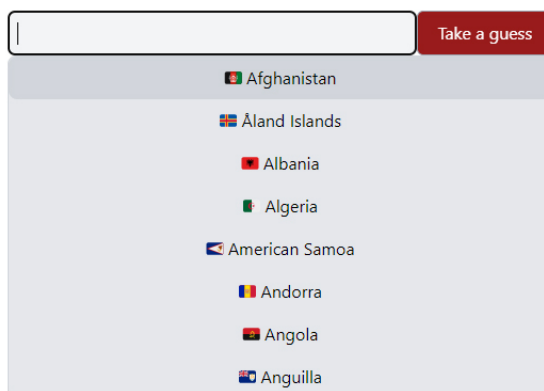 Take a guess
Afghanistan
Åland Islands
Albania
Algeria
American Samoa
Andorra
Angola
Anguilla